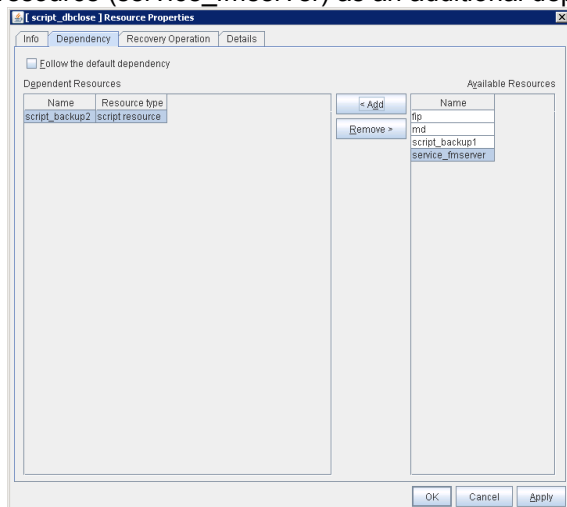 resource (service_fmserver) as an additional dep
[ script_dbclose ] Resource Properties
Info Dependency Recovery Operation Details
Follow the default dependency
Dependent Resources Available Resources
Name Resource type < Add Name
script_backup2 script resource fip
Remove > md
script_backup1
service_fmserver
OK Cancel Apply